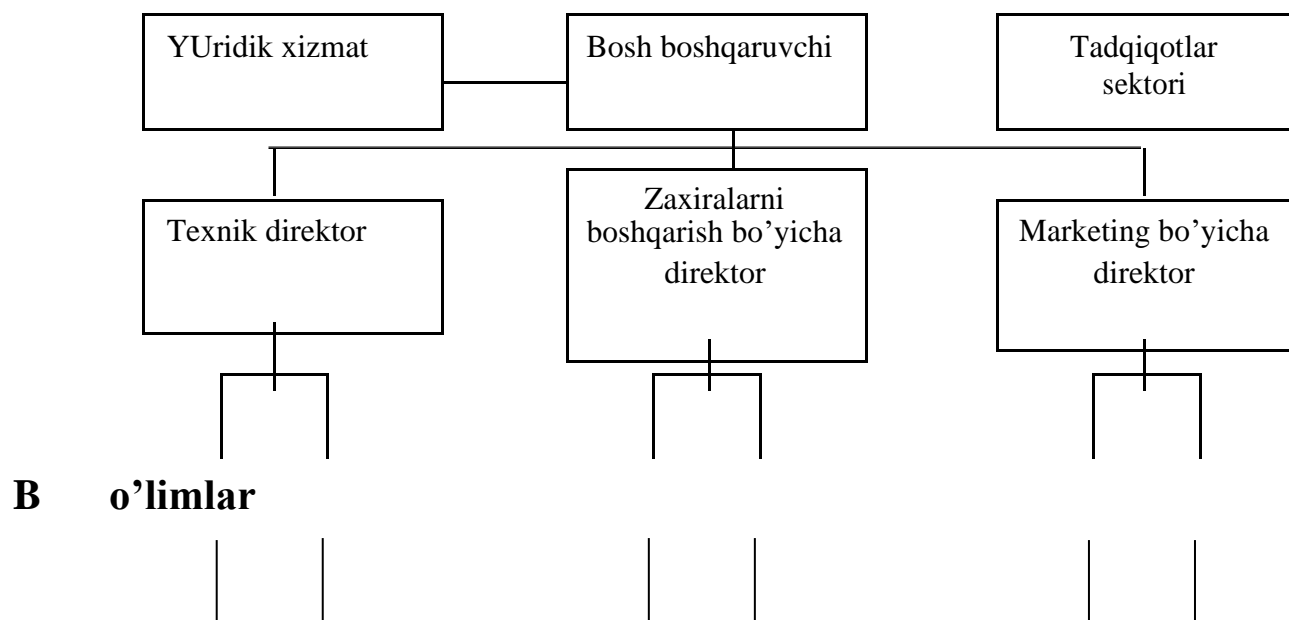 YUridik xizmat
Bosh boshqaruvchi
Tadqiqotlar
sektori
Texnik direktor
Zaxiralarni
boshqarish bo’yicha
direktor
Marketing bo’yicha
direktor
B o’limlar